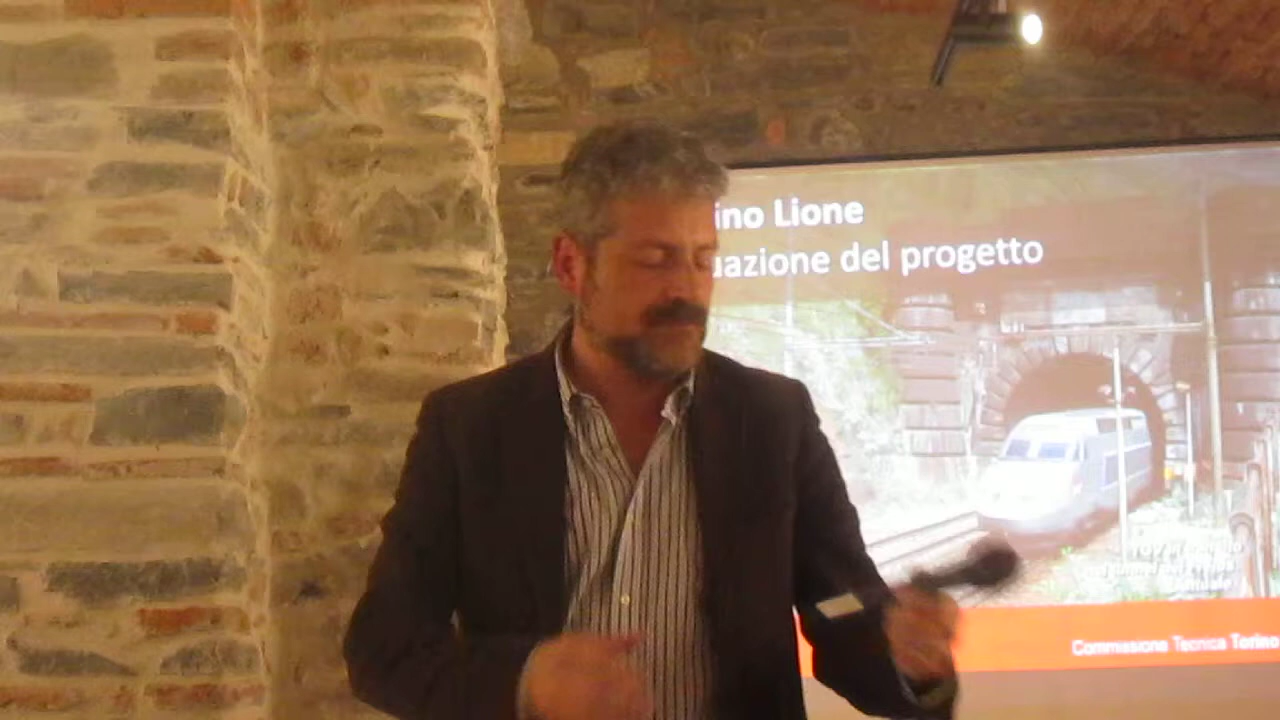 ino Lione
uazione del progetto
Commissione Tecnica Torino